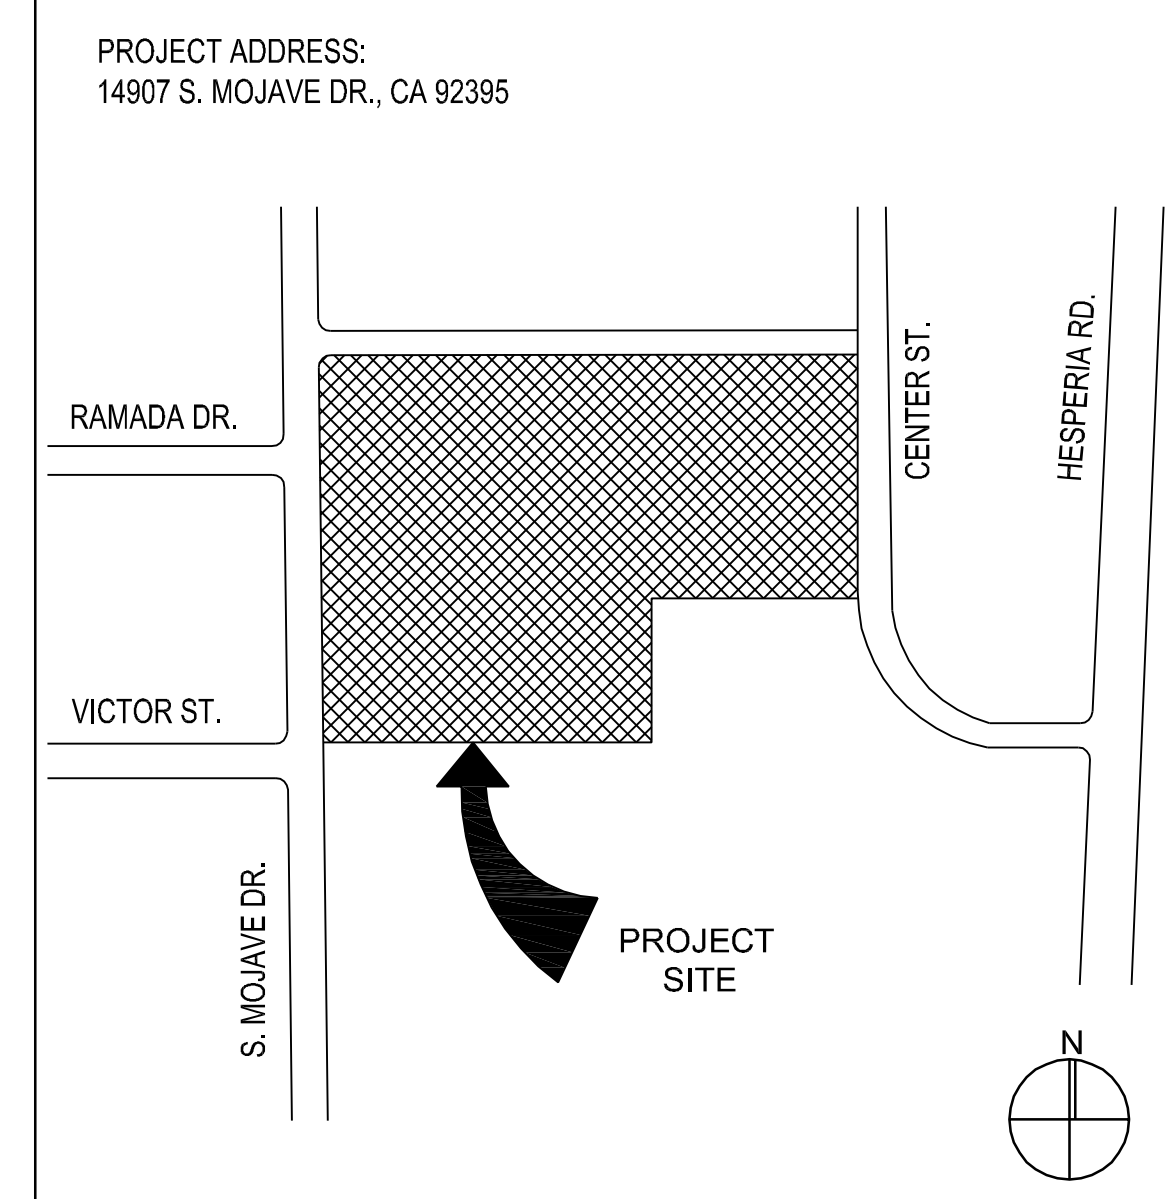 PROJECT ADDRESS:
14907 S. MOJAVE DR., CA 92395
RAMADA DR.
CENTER ST.
HESPERIA RD.
VICTOR ST.
S. MOJAVE DR.
PROJECT
SITE
N